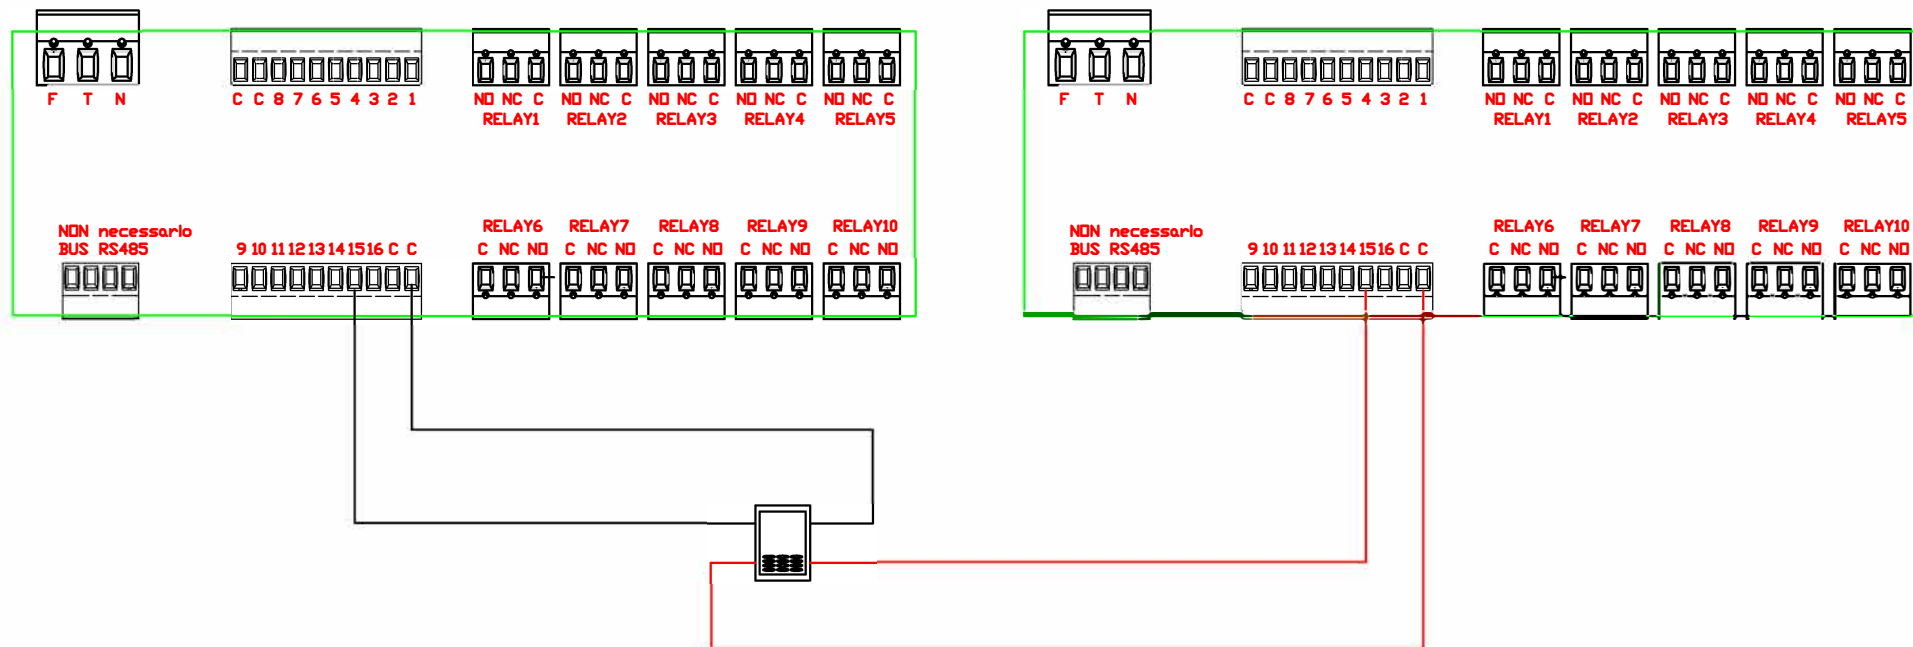 F T N
C C 8 7 6 5 4 3 2 1
NO NC C
RELAY1
NO NC C
RELAY2
NO NC C
RELAY3
NO NC C
RELAY4
NO NC C
RELAY5
NON necessario
BUS RS485
9 10 11 12 13 14 15 16 C C
RELAY6
C NC NO
RELAY7
C NC NO
RELAY8
C NC NO
RELAY9
C NC NO
RELAY10
C NC NO
F T N
C C 8 7 6 5 4 3 2 1
NO NC C
RELAY1
NO NC C
RELAY2
NO NC C
RELAY3
NO NC C
RELAY4
NO NC C
RELAY5
NON necessario
BUS RS485
9 10 11 12 13 14 15 16 C C
RELAY6
C NC NO
RELAY7
C NC NO
RELAY8
C NC NO
RELAY9
C NC NO
RELAY10
C NC NO